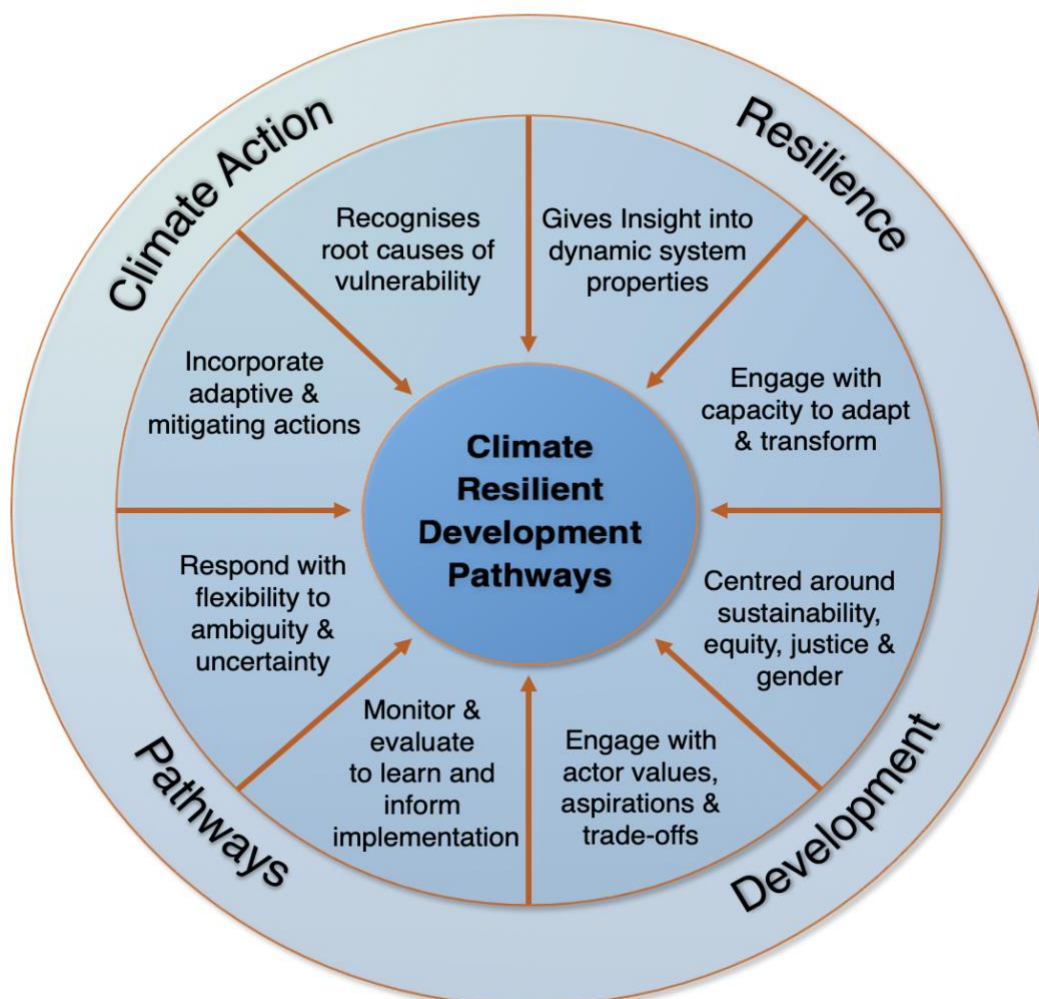 Climate Action
Resilience
Recognises
root causes of
vulnerability
Gives Insight into
dynamic system
properties
Incorporate
adaptive &
mitigating actions
Engage with
capacity to adapt
& transform
Climate
Resilient
Development
Pathways
Respond with
flexibility to
ambiguity &
uncertainty
Centred around
sustainability,
equity, justice &
gender
Monitor &
evaluate
to learn and
inform
implementation
Engage with
actor values,
aspirations &
trade-offs
Pathways
Development